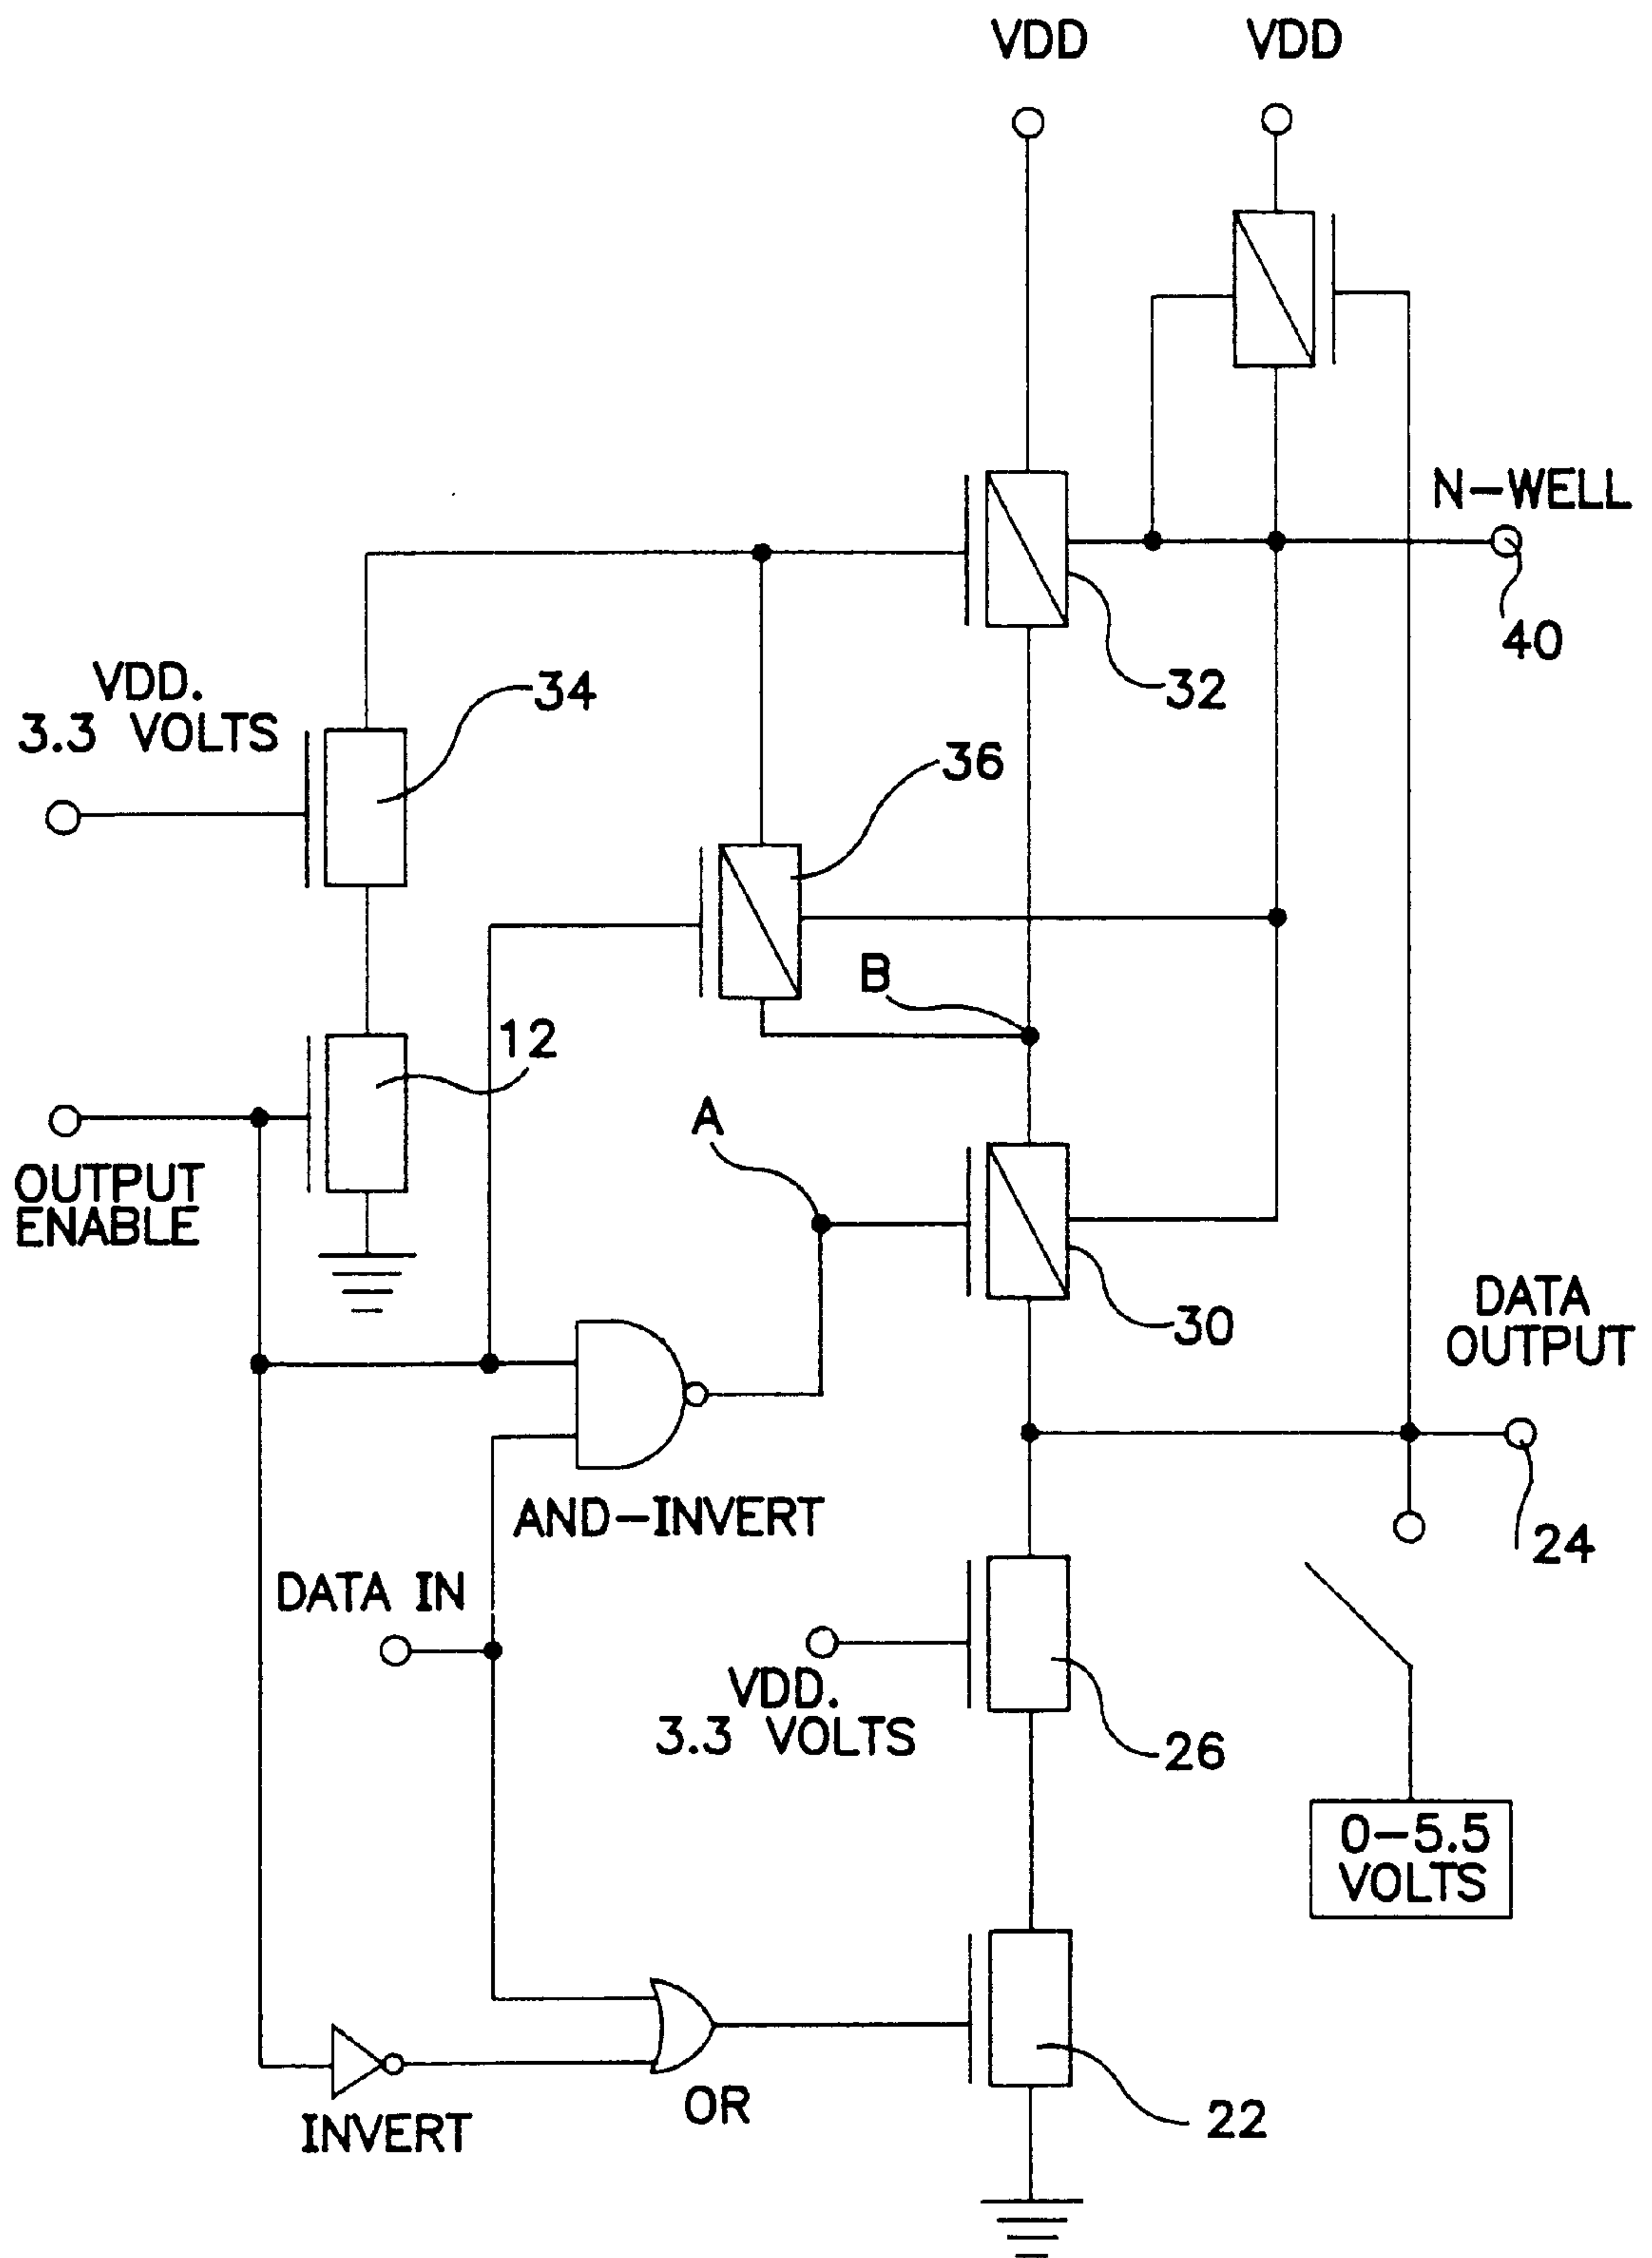 VDD
VDD
N-WELL
40
32
VDD.
3.3 VOLTS
34
36
B
12
A
OUTPUT
ENABLE
30
DATA
OUTPUT
AND-INVERT
24
DATA IN
VDD.
3.3 VOLTS
26
0-5.5
VOLTS
OR
INVERT
22